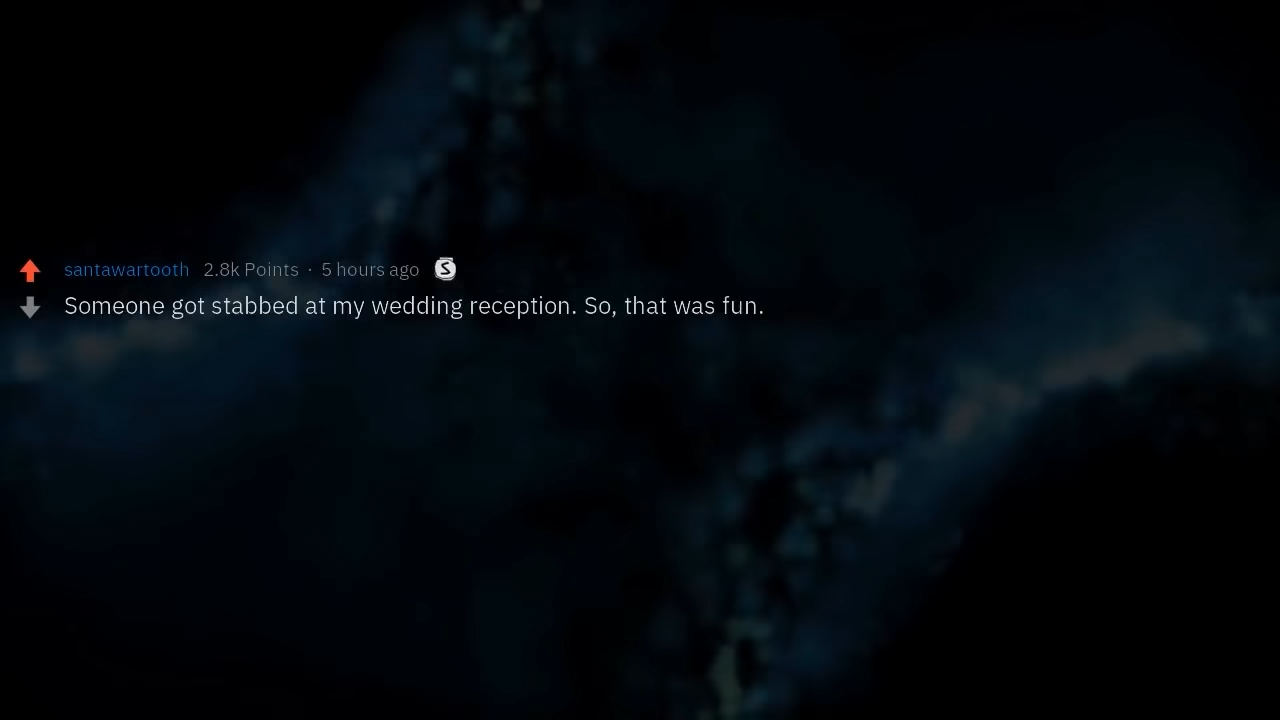 santawartooth 2.8k Points · 5 hours ago S
Someone got stabbed at my wedding reception. So, that was fun.